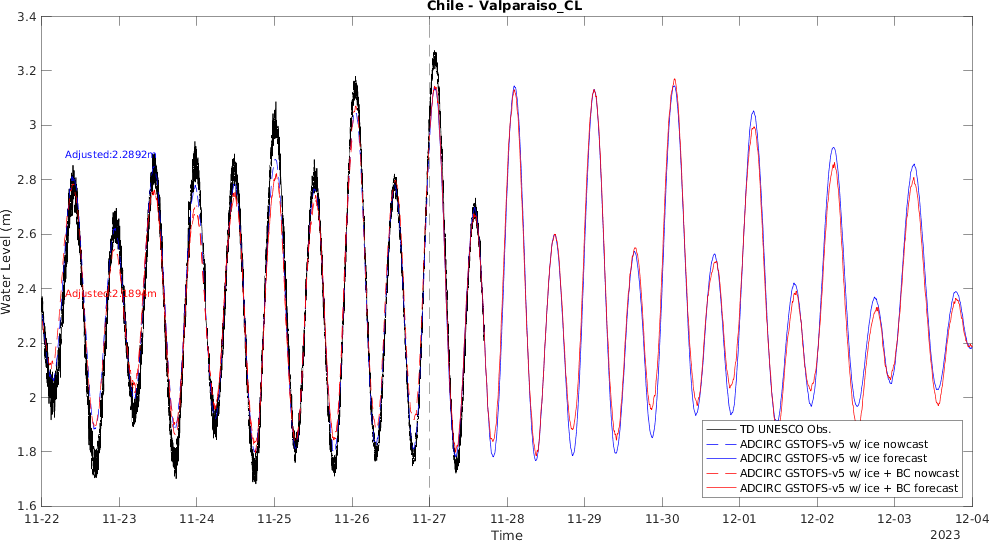 Chile - Valparaiso_CL
3.4
3.2
3
2.8
2.6
2.4
2.2
2
1.8
1.6
Water Level (m)
Adjusted:2.2892m
TD UNESCO Obs.
ADCIRC GSTOFS-v5 w/ ice nowcast
ADCIRC GSTOFS-v5 w/ ice forecast
ADCIRC GSTOFS-v5 w/ ice + BC nowcast
ADCIRC GSTOFS-v5 w/ ice + BC forecast
11-22 11-23 11-24 11-25 11-26 11-27 11-28 11-29 11-30 12-01 12-02 12-03 12-04
Time
2023